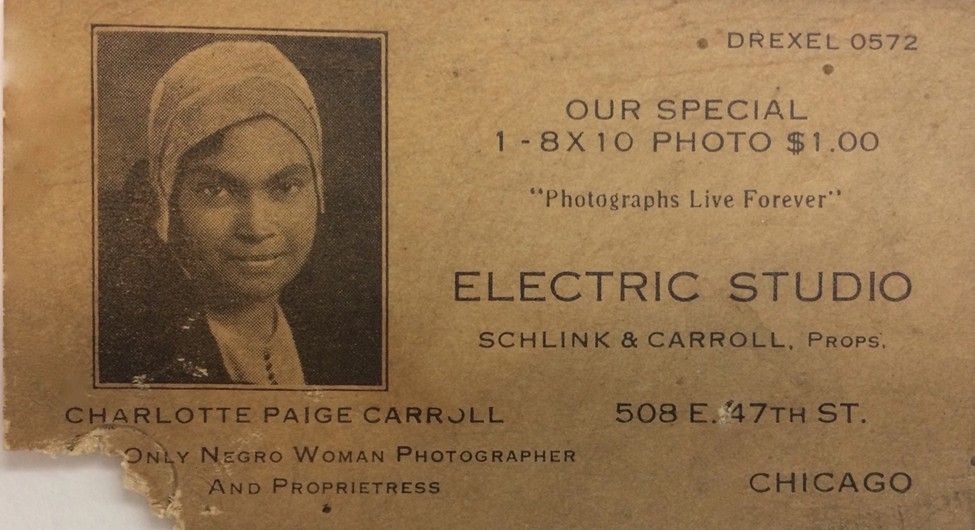 DREXEL 0572
OUR SPECIAL
1-8X10 PHOTO $1.00
"Photographs Live Forever"
ELECTRIC STUDIO
SCHLINK & CARROLL, PROPS.
CHARLOTTE PAIGE CARROLL
ONLY NEGRO WOMAN PHOTOGRAPHER
AND PROPRIETRESS
508 E. 47TH ST.
CHICAGO